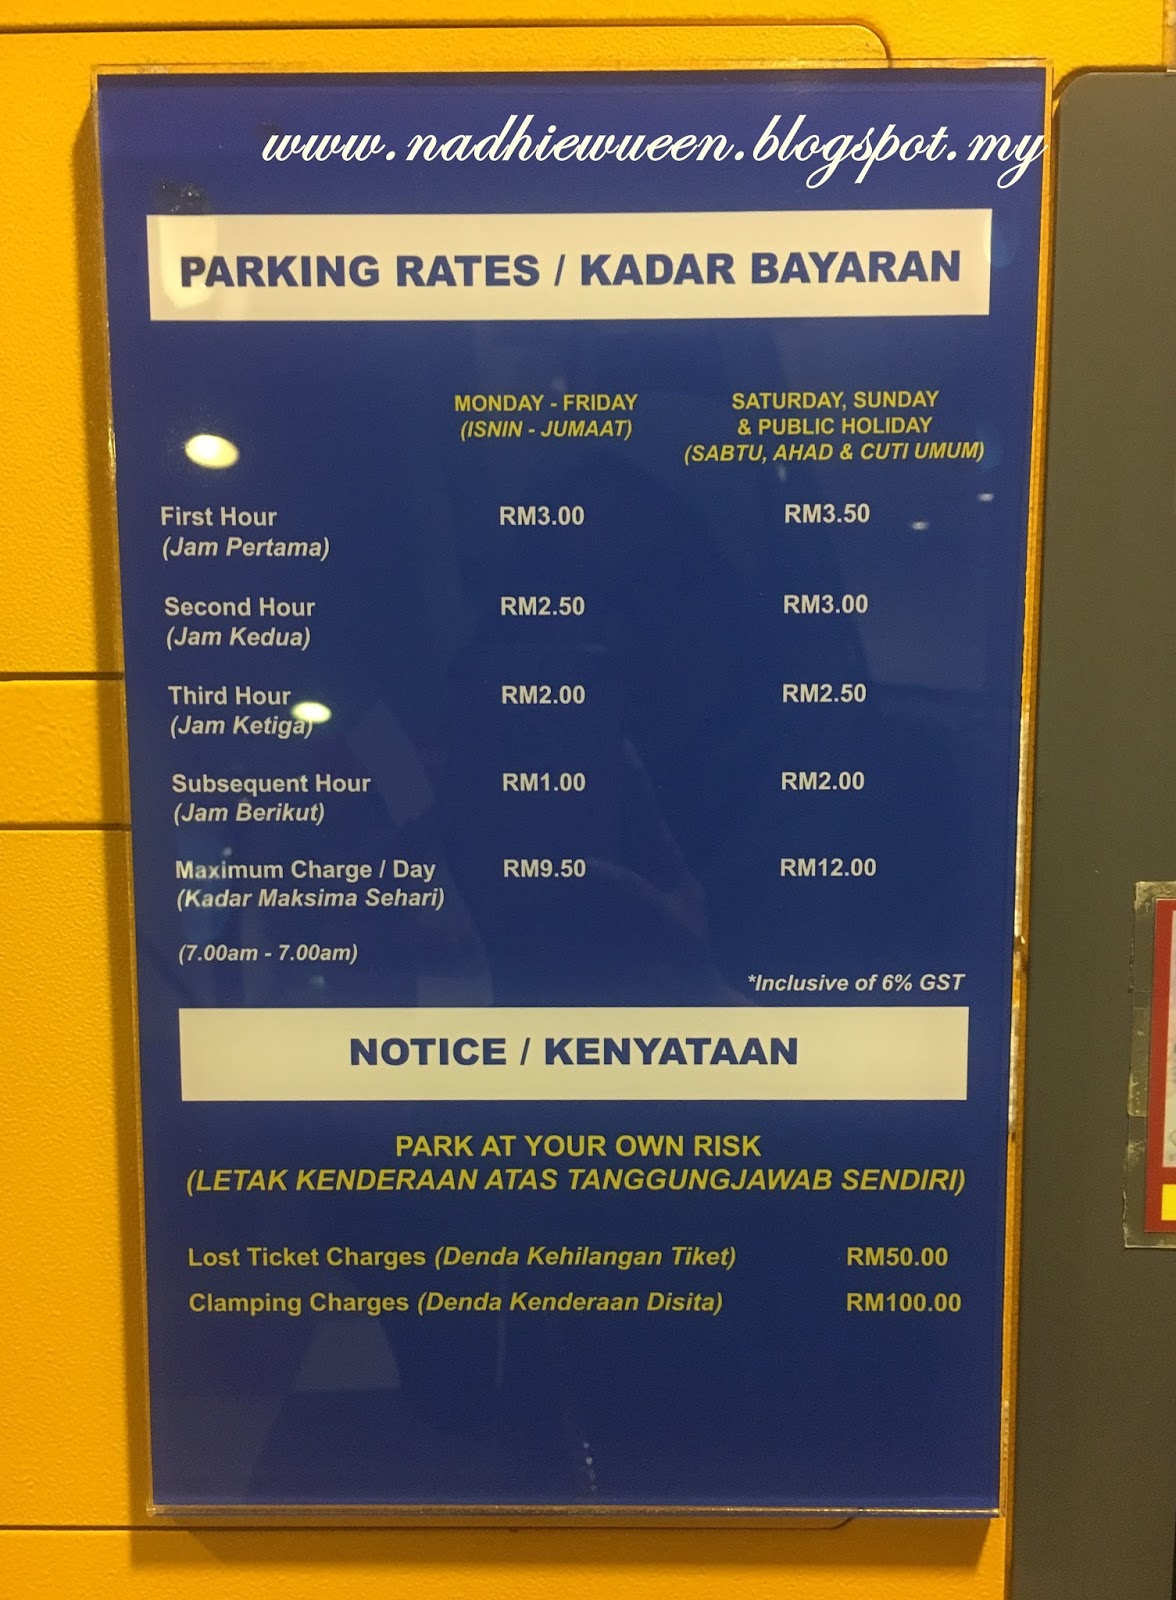 www.nadhiewueen.blogspot.my
PARKING RATES / KADAR BAYARAN
MONDAY - FRIDAY
(ISNIN - JUMAAT)
SATURDAY, SUNDAY
& PUBLIC HOLIDAY
(SABTU, AHAD & CUTI UMUM)
First Hour RM3.00 RM3.50
(Jam Pertama)
Second Hour RM2.50 RM3.00
(Jam Kedua)
Third Hour RM2.00 RM2.50
(Jam Ketiga)
Subsequent Hour RM1.00 RM2.00
(Jam Berikut)
Maximum Charge / Day RM9.50 RM12.00
(Kadar Maksima Sehari)
(7.00am - 7.00am)
*Inclusive of 6% GST
NOTICE / KENYATAAN
PARK AT YOUR OWN RISK
(LETAK KENDERAAN ATAS TANGGUNGJAWAB SENDIRI)
Lost Ticket Charges (Denda Kehilangan Tiket) RM50.00
Clamping Charges (Denda Kenderaan Disita) RM100.00